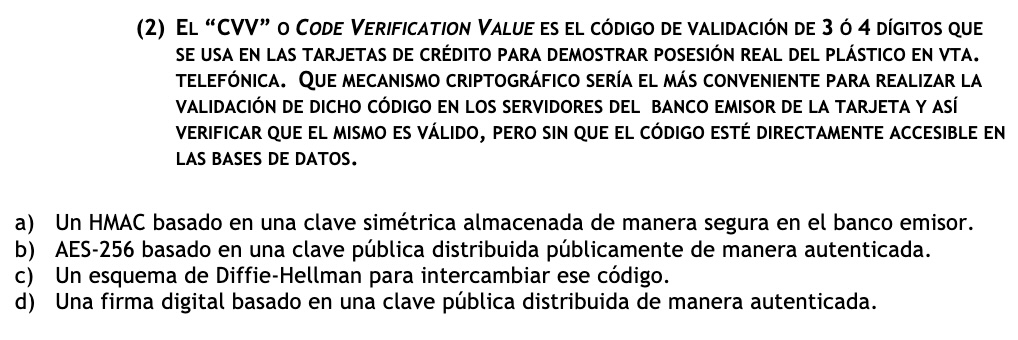 (2) EL “CVV” O CODE VERIFICATION VALUE ES EL CÓDIGO DE VALIDACIÓN DE 3 Ó 4 DÍGITOS QUE
SE USA EN LAS TARJETAS DE CRÉDITO PARA DEMOSTRAR POSESIÓN REAL DEL PLÁSTICO EN VTA.
TELEFÓNICA. QUE MECANISMO CRIPTOGRÁFICO SERÍA EL MÁS CONVENIENTE PARA REALIZAR LA
VALIDACIÓN DE DICHO CÓDIGO EN LOS SERVIDORES DEL BANCO EMISOR DE LA TARJETA Y ASÍ
VERIFICAR QUE EL MISMO ES VÁLIDO, PERO SIN QUE EL CÓDIGO ESTÉ DIRECTAMENTE ACCESIBLE EN
LAS BASES DE DATOS.
a) Un HMAC basado en una clave simétrica almacenada de manera segura en el banco emisor.
b) AES-256 basado en una clave pública distribuida públicamente de manera autenticada.
c) Un esquema de Diffie-Hellman para intercambiar ese código.
d) Una firma digital basado en una clave pública distribuida de manera autenticada.